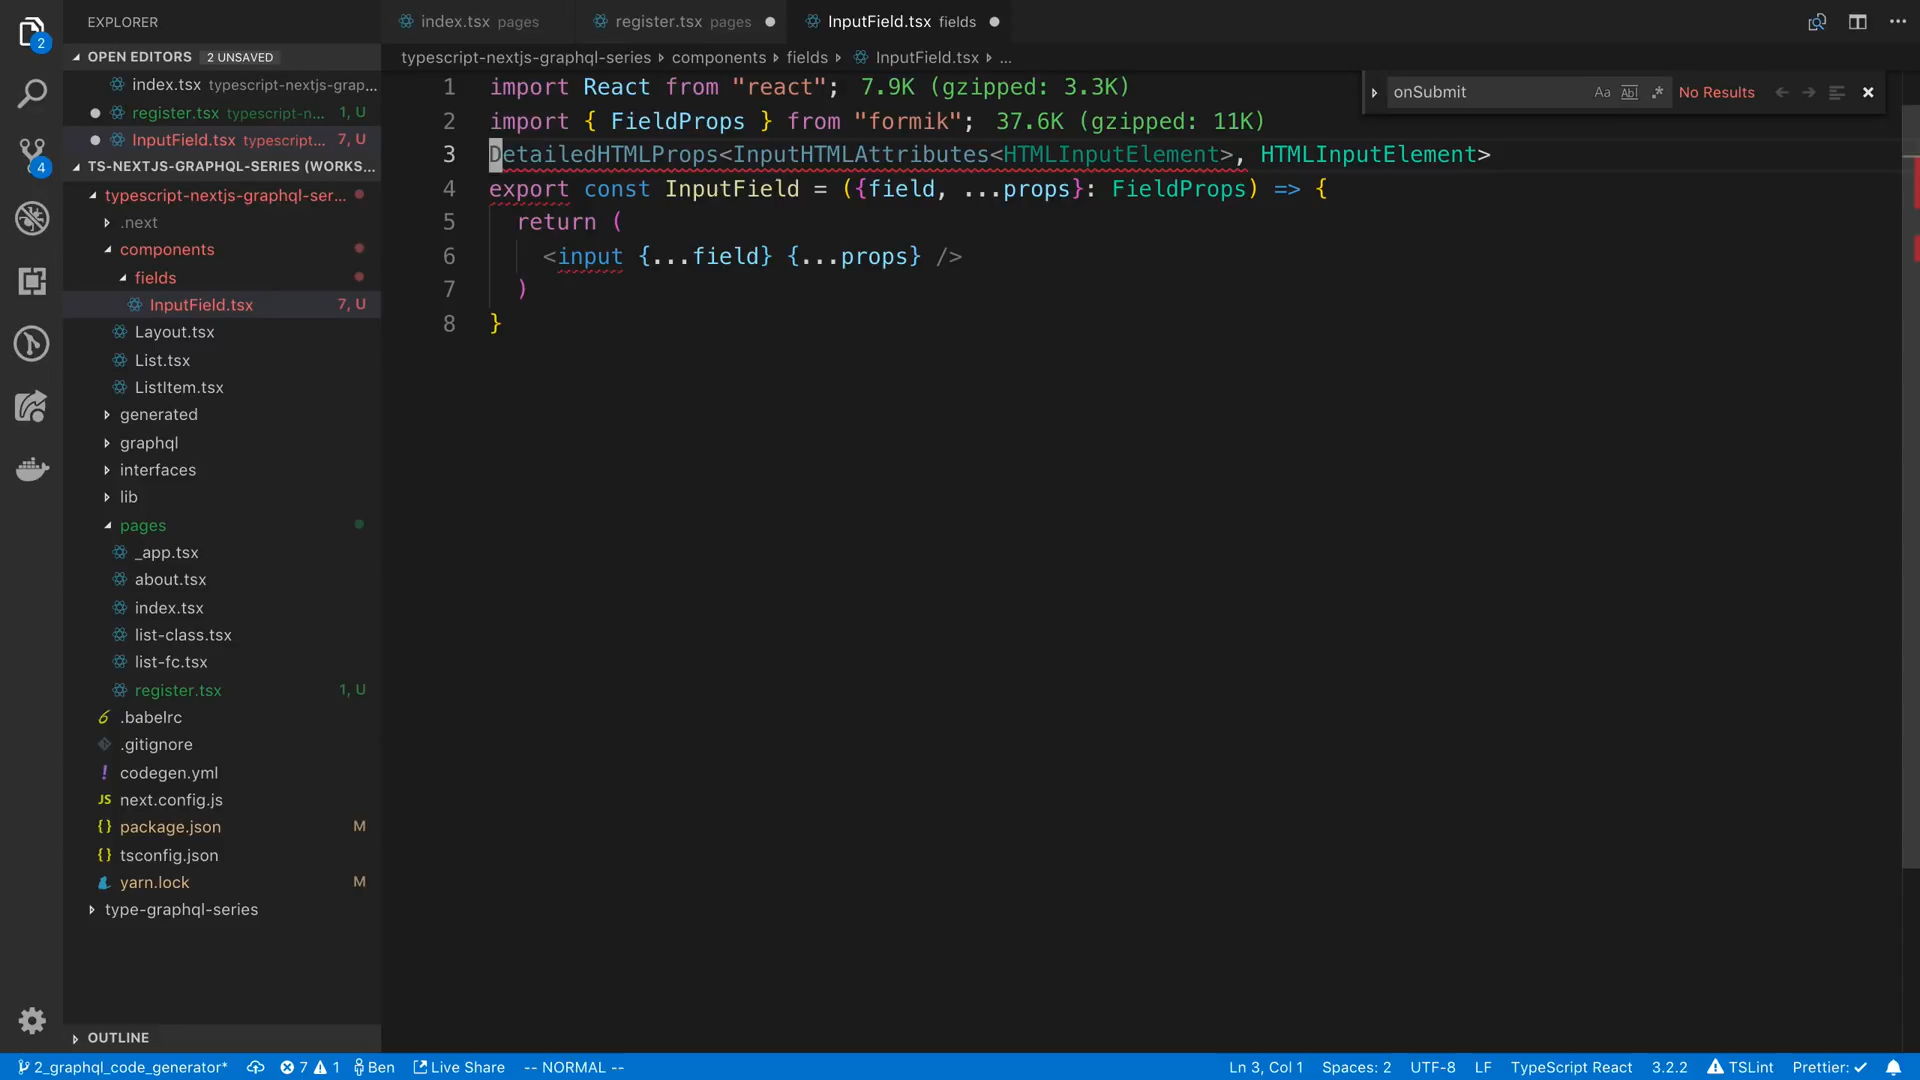 EXPLORER
index.tsx pages
register.tsx pages
InputField.tsx fields
OPEN EDITORS 2 UNSAVED
typescript-nextjs-graphql-series components fields InputField.tsx ...
index.tsx typescript-nextjs-grap...
register.tsx typescript-n... 1, U
InputField.tsx typescript... 7, U
TS-NEXTJS-GRAPHQL-SERIES (WORKS...
typescript-nextjs-graphql-ser...
.next
components
fields
InputField.tsx 7, U
Layout.tsx
List.tsx
ListItem.tsx
generated
graphql
interfaces
lib
pages
_app.tsx
about.tsx
index.tsx
list-class.tsx
list-fc.tsx
register.tsx 1, U
.babelrc
.gitignore
codegen.yml
next.config.js
package.json M
tsconfig.json
yarn.lock M
type-graphql-series
OUTLINE
2
4
1 import React from "react"; 7.9K (gzipped: 3.3K)
2 import { FieldProps } from "formik"; 37.6K (gzipped: 11K)
3 DetailedHTMLProps<InputHTMLAttributes<HTMLInputElement>, HTMLInputElement>
4 export const InputField = ({field, ...props}: FieldProps) => {
5 return (
6 <input {...field} {...props} />
7 )
8 }
onSubmit Aa Abl .* No Results
2_graphql_code_generator* 7 1 Ben Live Share -- NORMAL -- Ln 3, Col 1 Spaces: 2 UTF-8 LF TypeScript React 3.2.2 TSLint Prettier: ✓